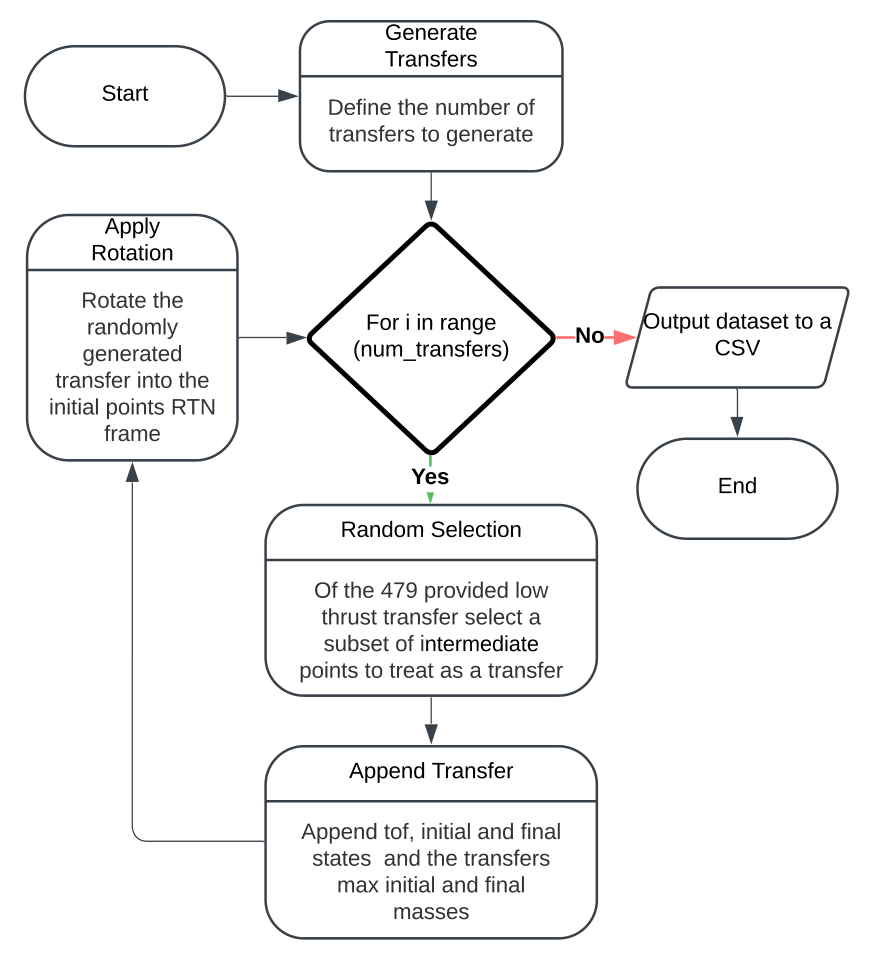 Start
Generate
Transfers
Define the number of
transfers to generate
Apply
Rotation
Rotate the
randomly
generated
transfer into the
initial points RTN
frame
For i in range
(num_transfers)
No
Output dataset to a
CSV
End
Yes
Random Selection
Of the 479 provided low
thrust transfer select a
subset of intermediate
points to treat as a transfer
Append Transfer
Append tof, initial and final
states  and the transfers
max initial and final
masses